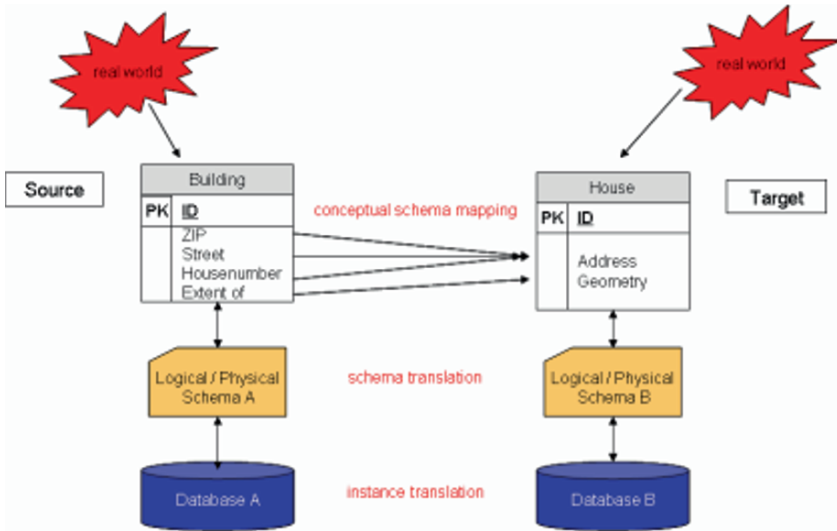 real world
real world
Source
Building
PK ID
ZIP
Street
Housenumber
Extent of
conceptual schema mapping
House
PK ID
Address
Geometry
Target
Logical / Physical
Schema A
schema translation
Logical / Physical
Schema B
Database A
instance translation
Database B